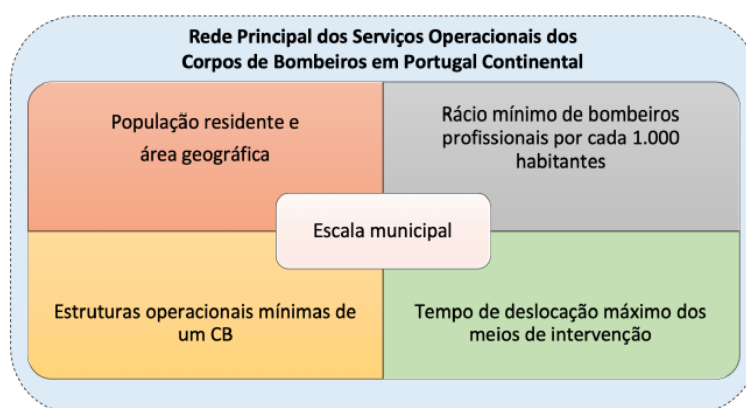 Rede Principal dos Serviços Operacionais dos
Corpos de Bombeiros em Portugal Continental
População residente e
área geográfica
Rácio mínimo de bombeiros
profissionais por cada 1.000
habitantes
Escala municipal
Estruturas operacionais mínimas de
um CB
Tempo de deslocação máximo dos
meios de intervenção